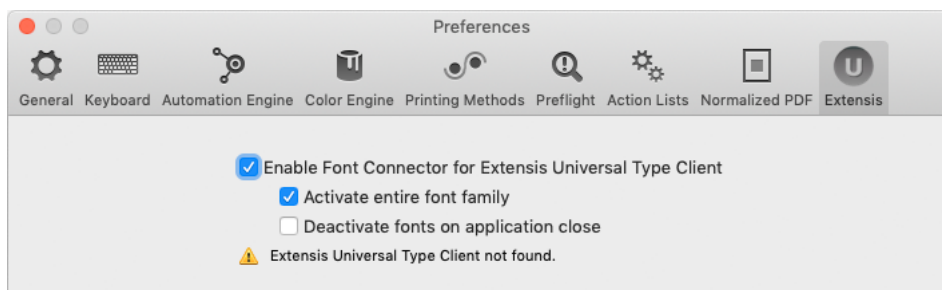 Preferences
General Keyboard Automation Engine Color Engine Printing Methods Preflight Action Lists Normalized PDF Extensis
Enable Font Connector for Extensis Universal Type Client
Activate entire font family
Deactivate fonts on application close
Extensis Universal Type Client not found.